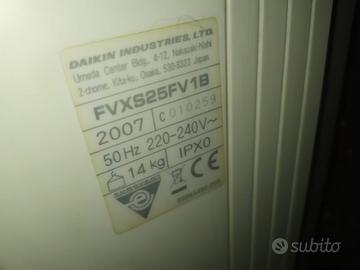 DAIKIN INDUSTRIES, LTD.
Umeda Center Bldg., 4-12, Nakazaki-Nishi
2-chome, Kita-ku, Osaka, 530-8323 Japan
FVXS25FV1B
2007 C 010259
50 Hz 220-240V~
14 kg IPX0
CE
subito